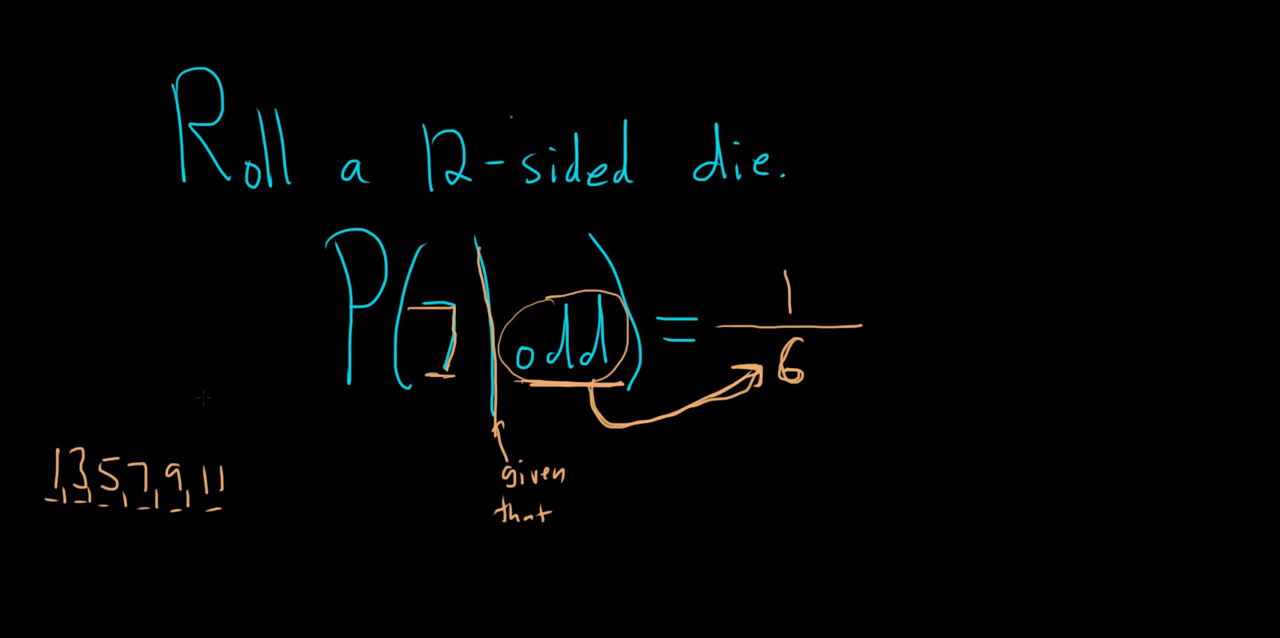 Roll a 12-sided die.
P(7|odd) = 1/6
1,3,5,7,9,11
given
that